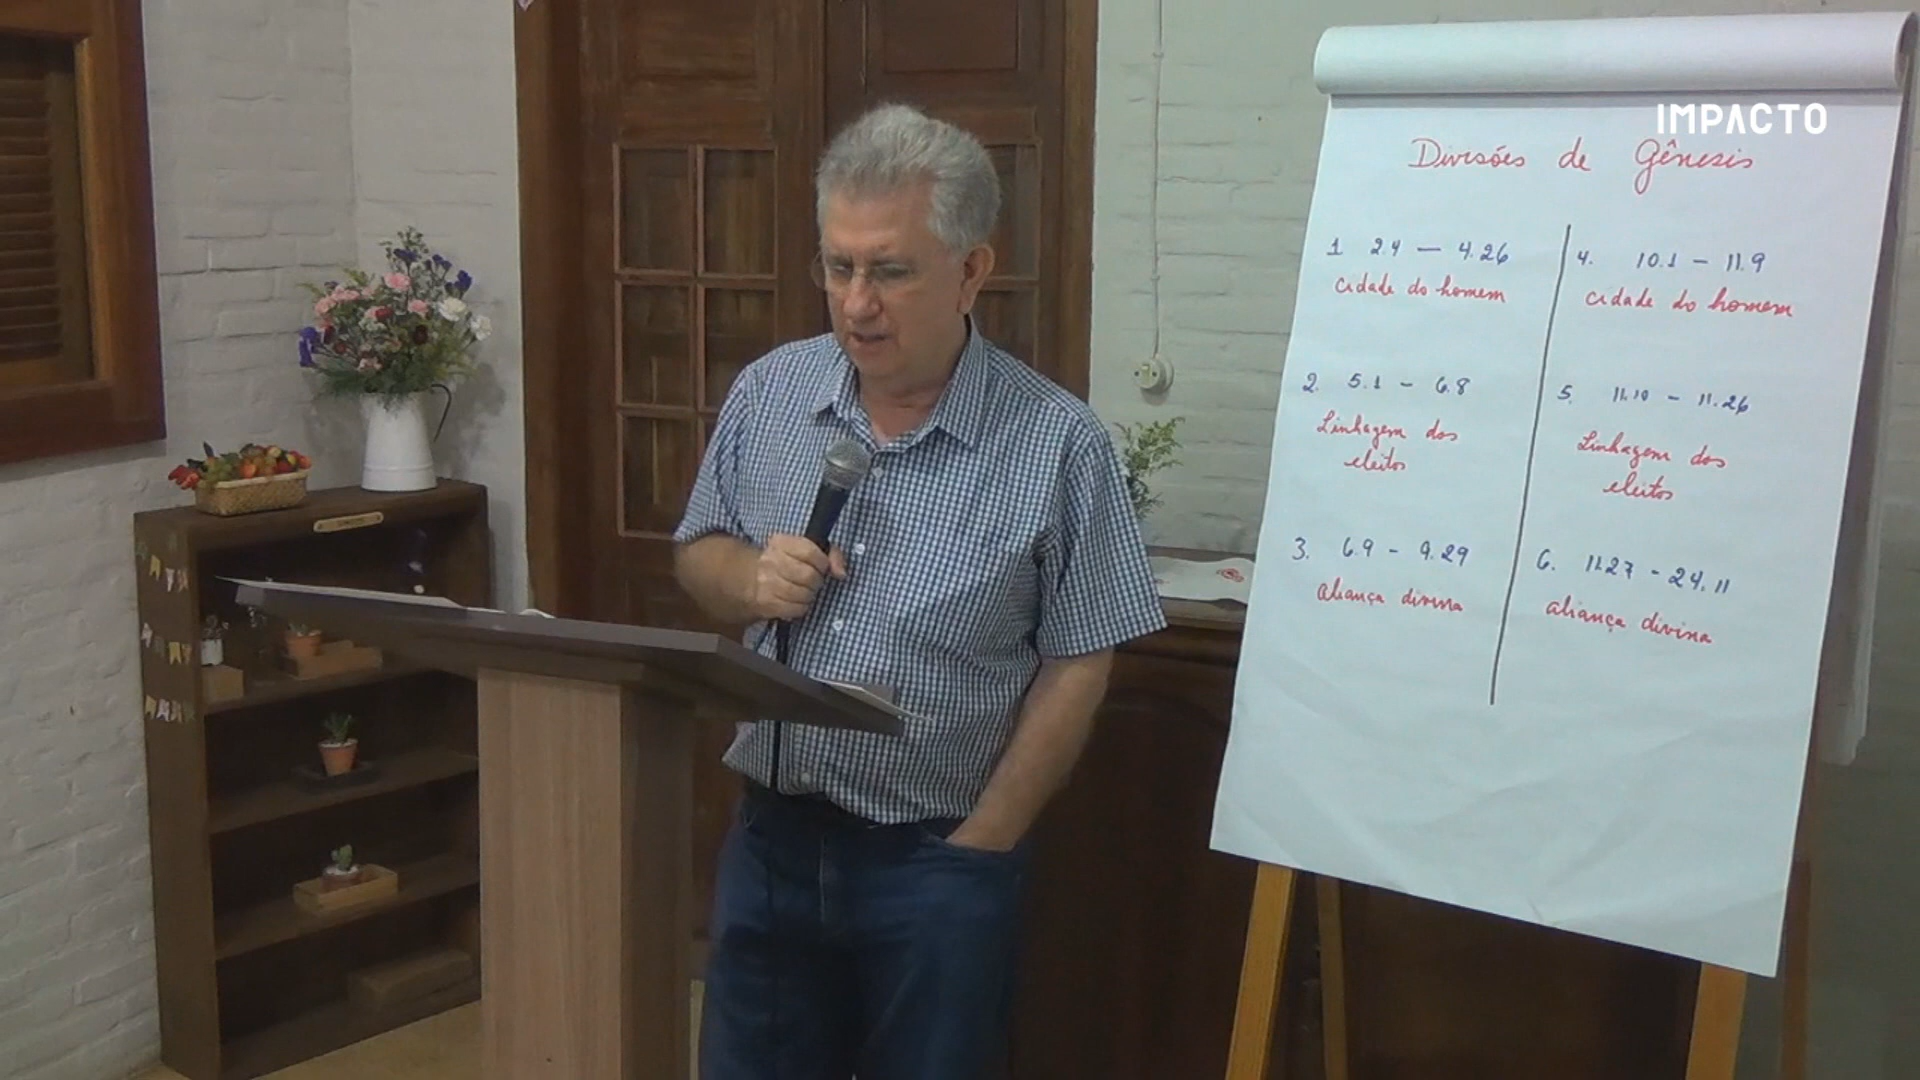 IMPACTO
Divisões de Gênesis
1 2.4 — 4.26
cidade do homem
2. 5.1 - 6.8
Linhagem dos
eleitos
3. 6.9 - 9.29
aliança divina
4. 10.1 - 11.9
cidade do homem
5. 11.10 - 11.26
Linhagem dos
eleitos
6. 11.27 - 24.11
aliança divina